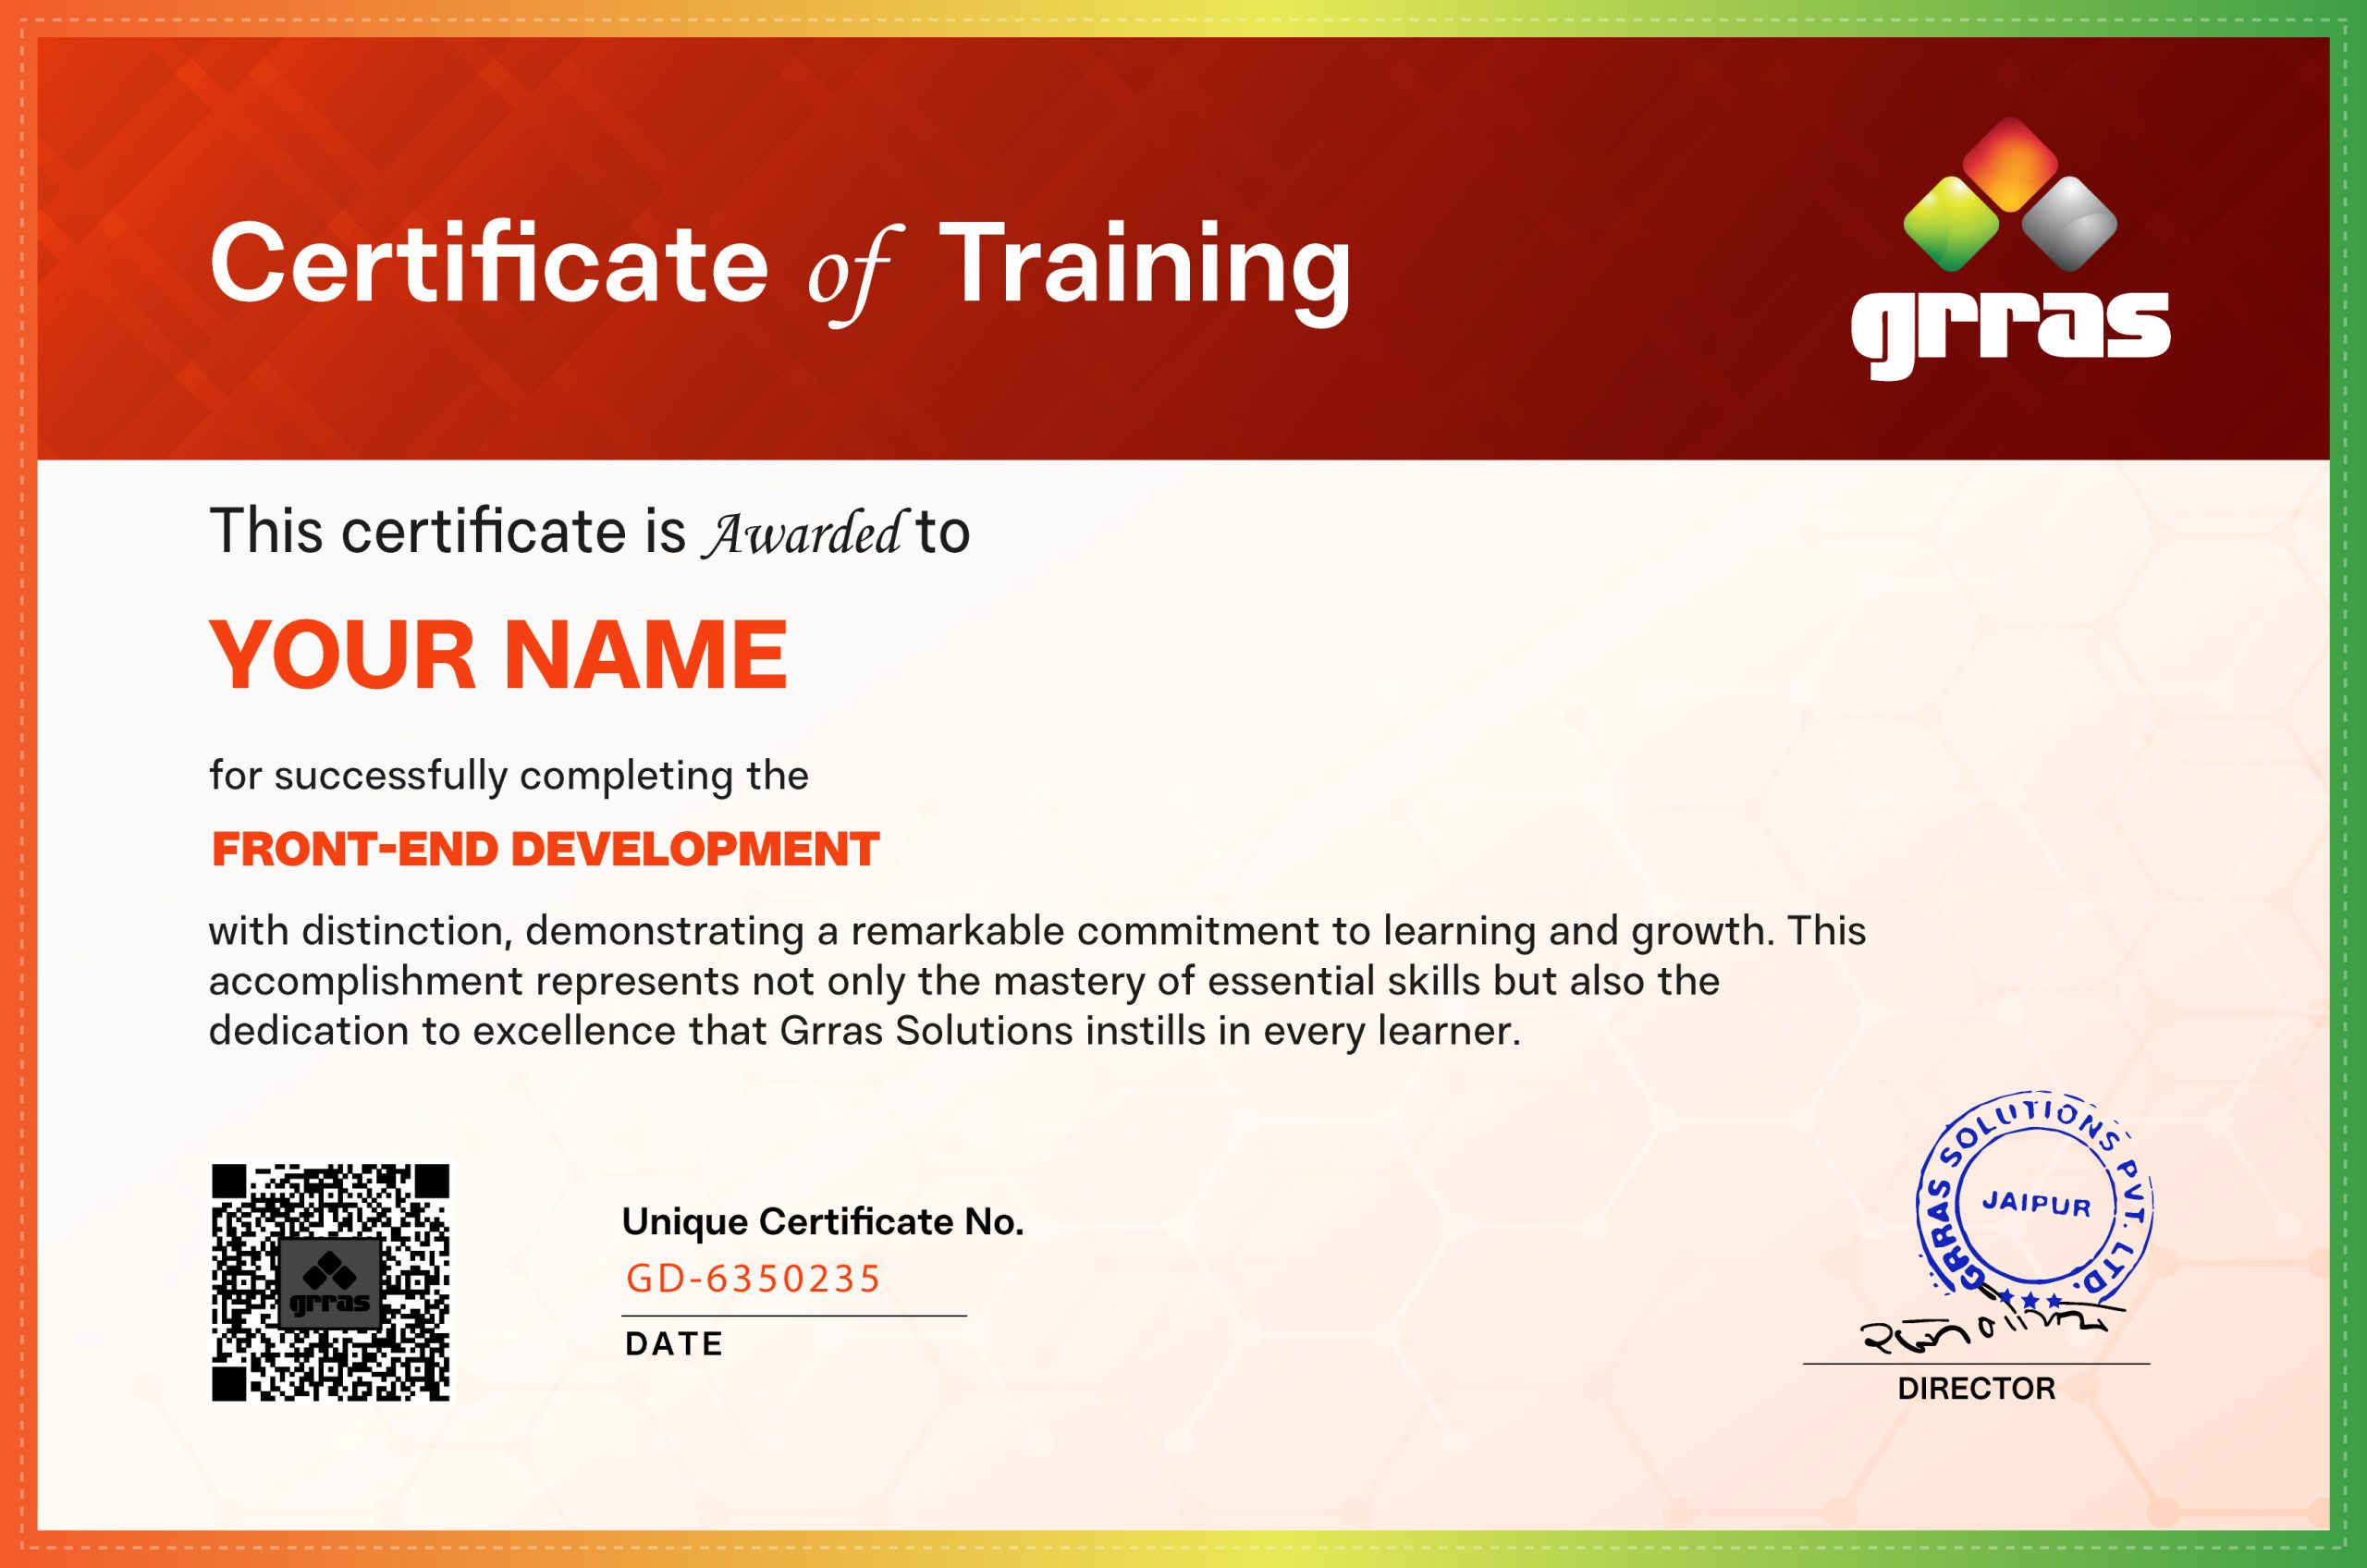 Certificate of Training
grras
This certificate is Awarded to
YOUR NAME
for successfully completing the
FRONT-END DEVELOPMENT
with distinction, demonstrating a remarkable commitment to learning and growth. This
accomplishment represents not only the mastery of essential skills but also the
dedication to excellence that Grras Solutions instills in every learner.
grras
Unique Certificate No.
GD-6350235
DATE
GRRAS SOLUTIONS PVT. LTD.
JAIPUR
DIRECTOR